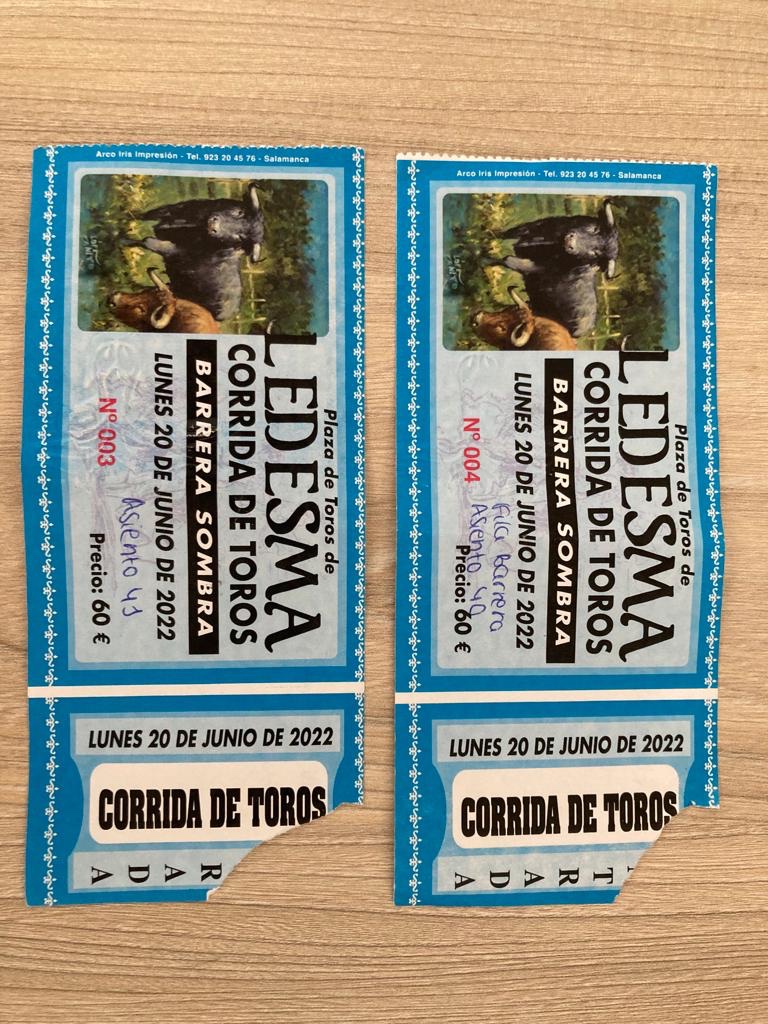 Arco Iris Impresión - Tel. 923 20 45 76 - Salamanca
Plaza de Toros de
LEDESMA
CORRIDA DE TOROS
BARRERA SOMBRA
LUNES 20 DE JUNIO DE 2022
Nº 003
Asiento 41
Precio: 60 €
LUNES 20 DE JUNIO DE 2022
CORRIDA DE TOROS
RADA
Arco Iris Impresión - Tel. 923 20 45 76 - Salamanca
Plaza de Toros de
LEDESMA
CORRIDA DE TOROS
BARRERA SOMBRA
LUNES 20 DE JUNIO DE 2022
Nº 004
Fila Barrera
Asiento 40
Precio: 60 €
LUNES 20 DE JUNIO DE 2022
CORRIDA DE TOROS
TRADA